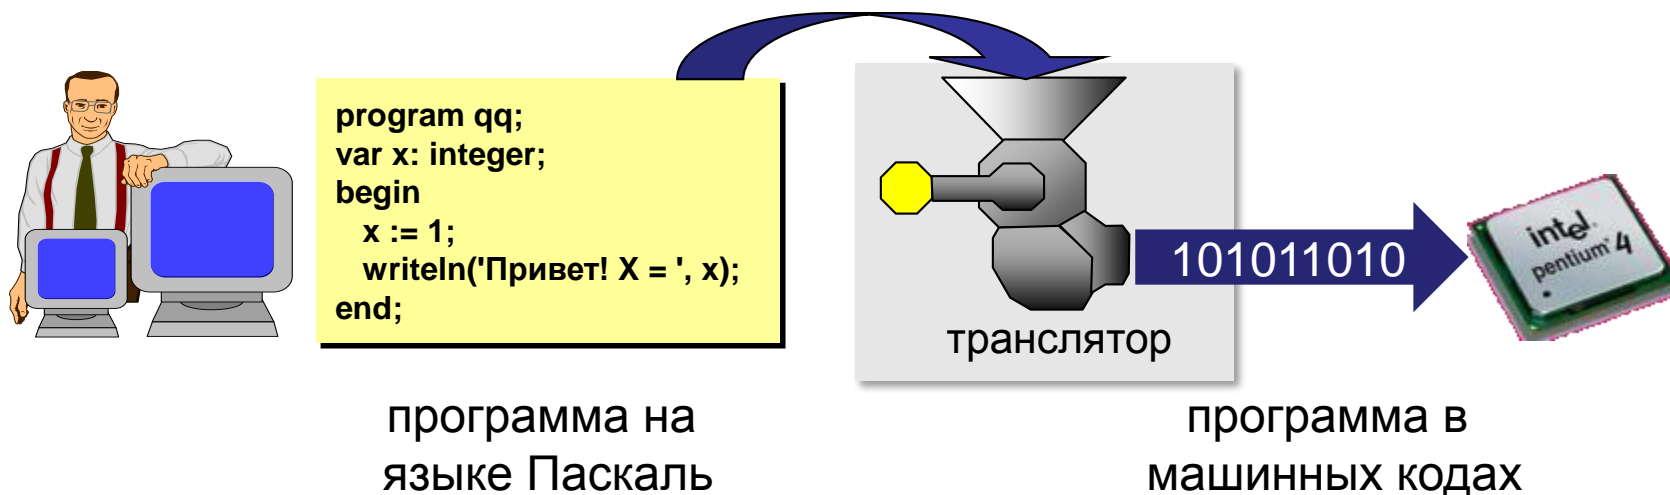 program qq;
var x: integer;
begin
x := 1;
writeln('Привет! X = ', x);
end;
транслятор
101011010
intel.
pentium 4
программа на
языке Паскаль
программа в
машинных кодах